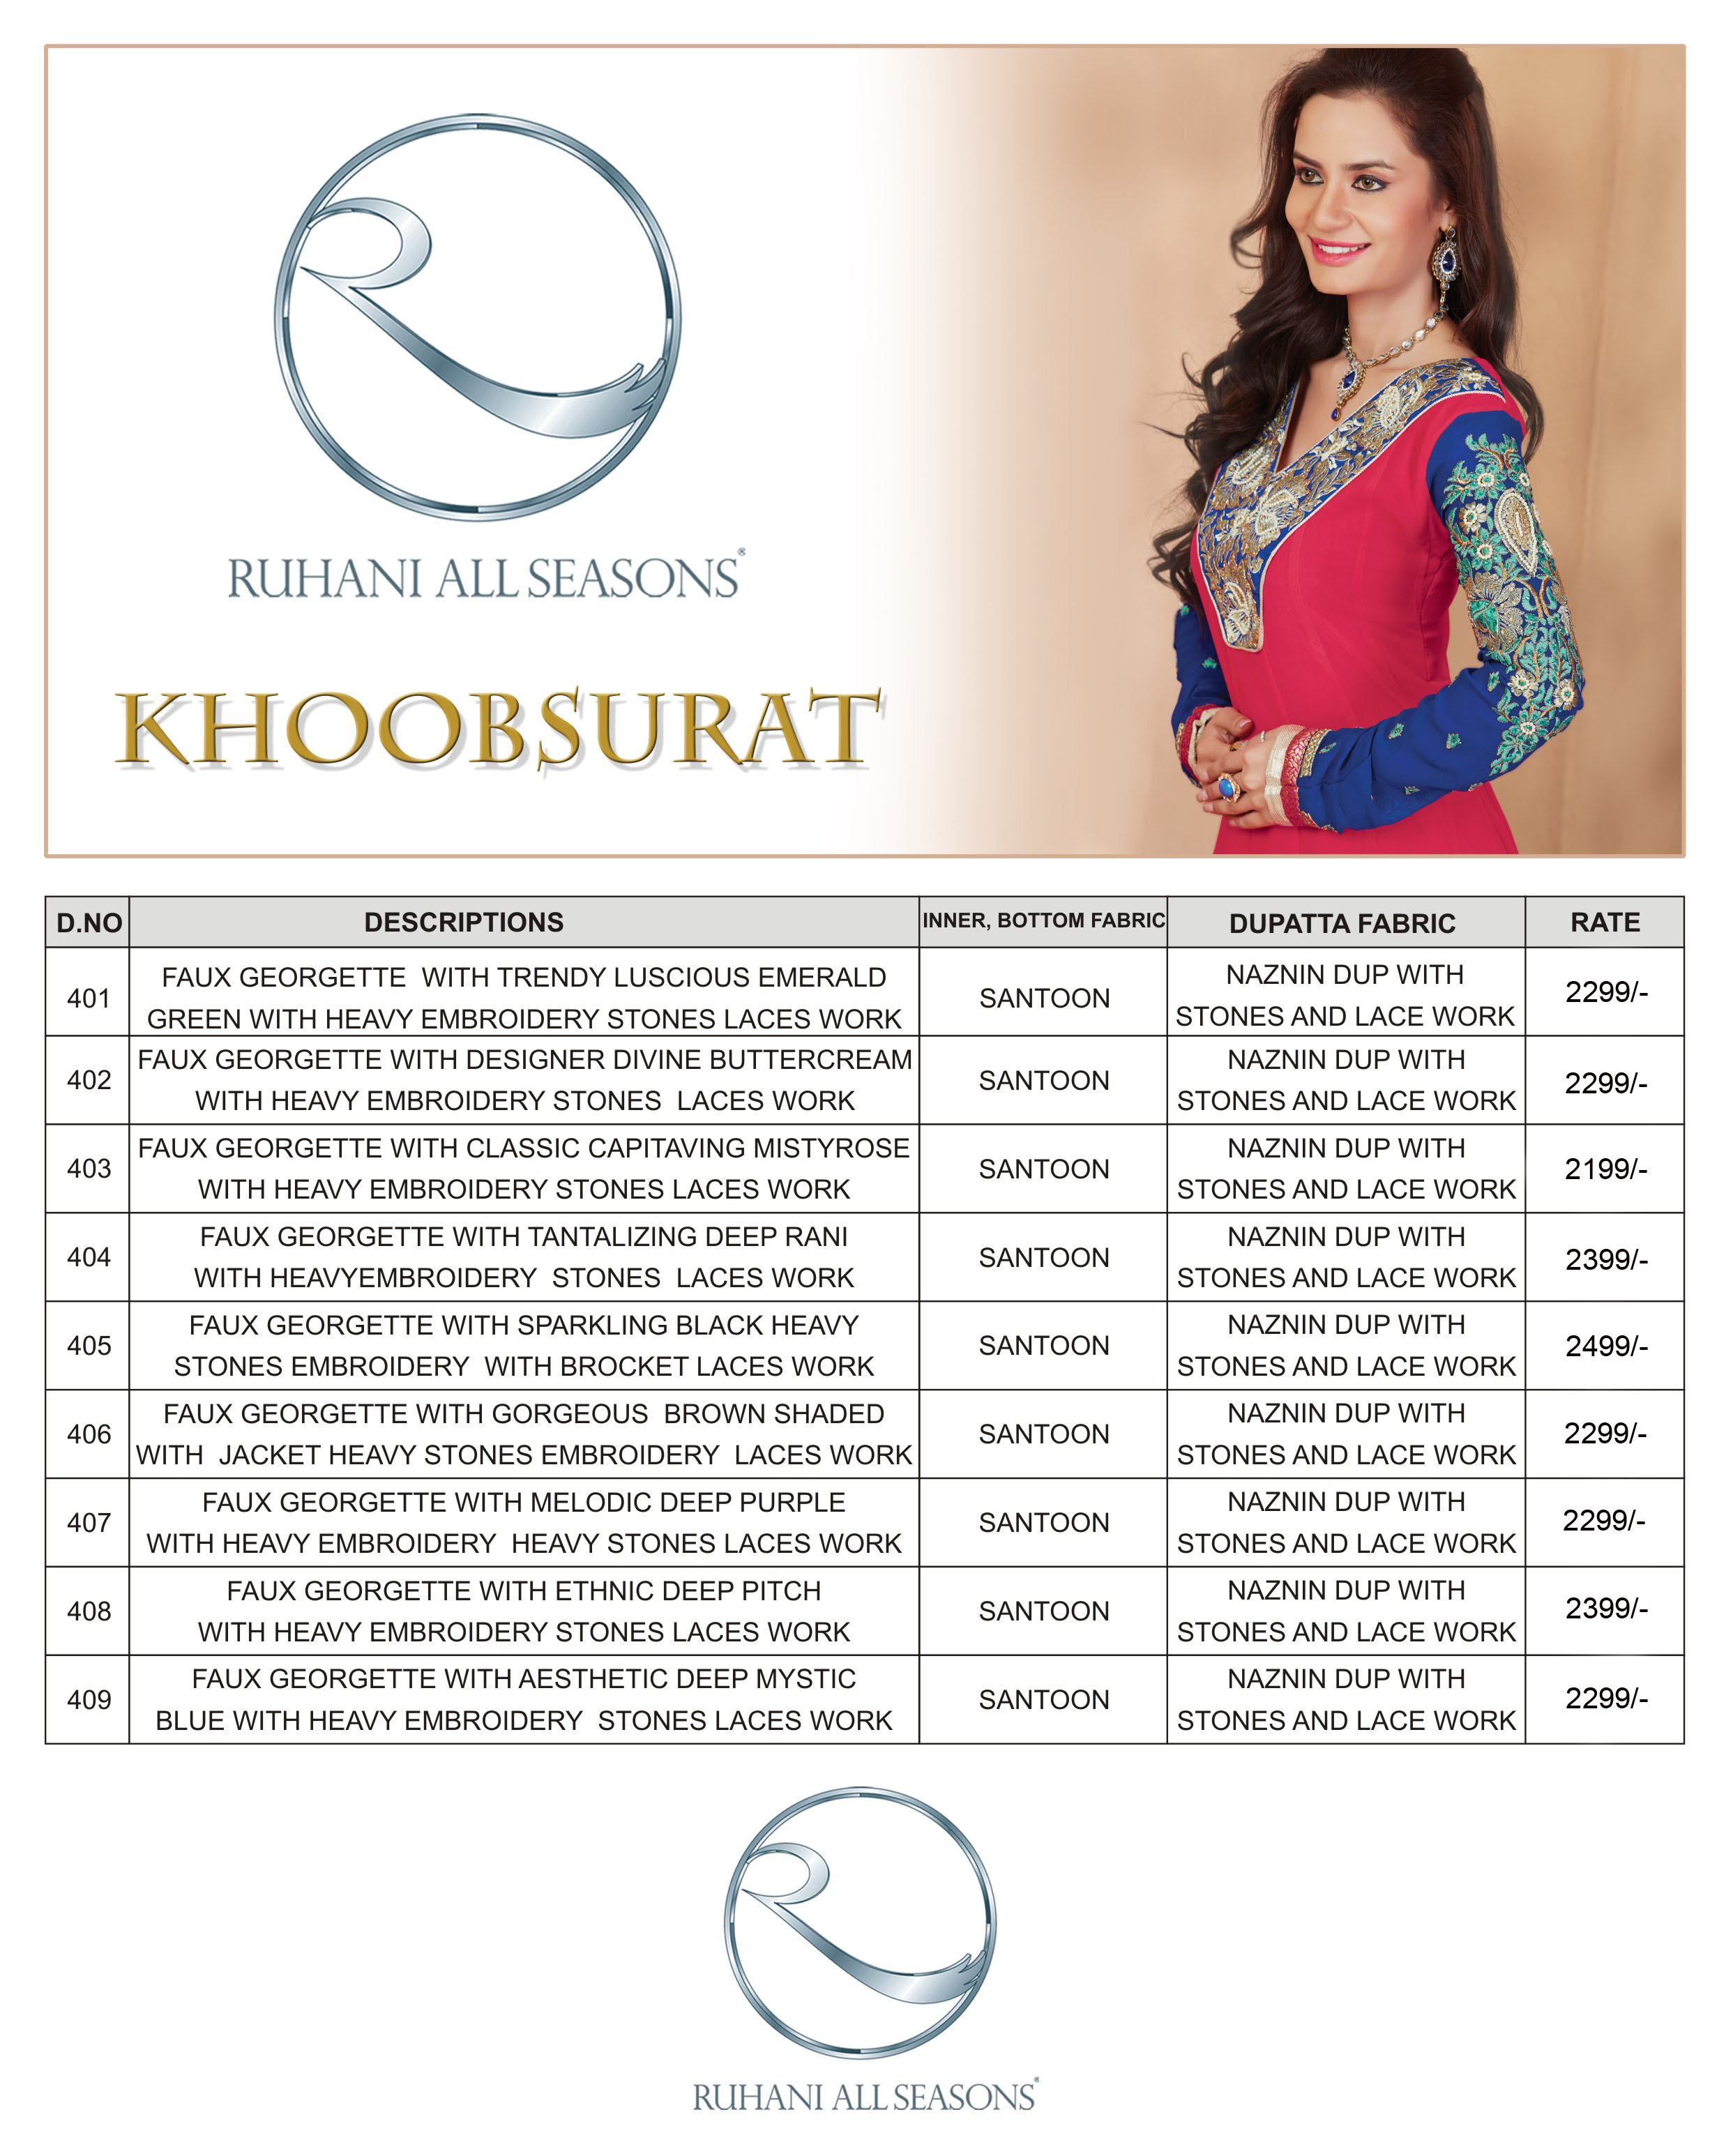 RUHANI ALL SEASONS®
KHOOBSURAT
D.NO DESCRIPTIONS INNER, BOTTOM FABRIC DUPATTA FABRIC RATE
401 FAUX GEORGETTE WITH TRENDY LUSCIOUS EMERALD
GREEN WITH HEAVY EMBROIDERY STONES LACES WORK SANTOON NAZNIN DUP WITH
STONES AND LACE WORK 2299/-
402 FAUX GEORGETTE WITH DESIGNER DIVINE BUTTERCREAM
WITH HEAVY EMBROIDERY STONES LACES WORK SANTOON NAZNIN DUP WITH
STONES AND LACE WORK 2299/-
403 FAUX GEORGETTE WITH CLASSIC CAPITAVING MISTYROSE
WITH HEAVY EMBROIDERY STONES LACES WORK SANTOON NAZNIN DUP WITH
STONES AND LACE WORK 2199/-
404 FAUX GEORGETTE WITH TANTALIZING DEEP RANI
WITH HEAVYEMBROIDERY STONES LACES WORK SANTOON NAZNIN DUP WITH
STONES AND LACE WORK 2399/-
405 FAUX GEORGETTE WITH SPARKLING BLACK HEAVY
STONES EMBROIDERY WITH BROCKET LACES WORK SANTOON NAZNIN DUP WITH
STONES AND LACE WORK 2499/-
406 FAUX GEORGETTE WITH GORGEOUS BROWN SHADED
WITH JACKET HEAVY STONES EMBROIDERY LACES WORK SANTOON NAZNIN DUP WITH
STONES AND LACE WORK 2299/-
407 FAUX GEORGETTE WITH MELODIC DEEP PURPLE
WITH HEAVY EMBROIDERY HEAVY STONES LACES WORK SANTOON NAZNIN DUP WITH
STONES AND LACE WORK 2299/-
408 FAUX GEORGETTE WITH ETHNIC DEEP PITCH
WITH HEAVY EMBROIDERY STONES LACES WORK SANTOON NAZNIN DUP WITH
STONES AND LACE WORK 2399/-
409 FAUX GEORGETTE WITH AESTHETIC DEEP MYSTIC
BLUE WITH HEAVY EMBROIDERY STONES LACES WORK SANTOON NAZNIN DUP WITH
STONES AND LACE WORK 2299/-
RUHANI ALL SEASONS®